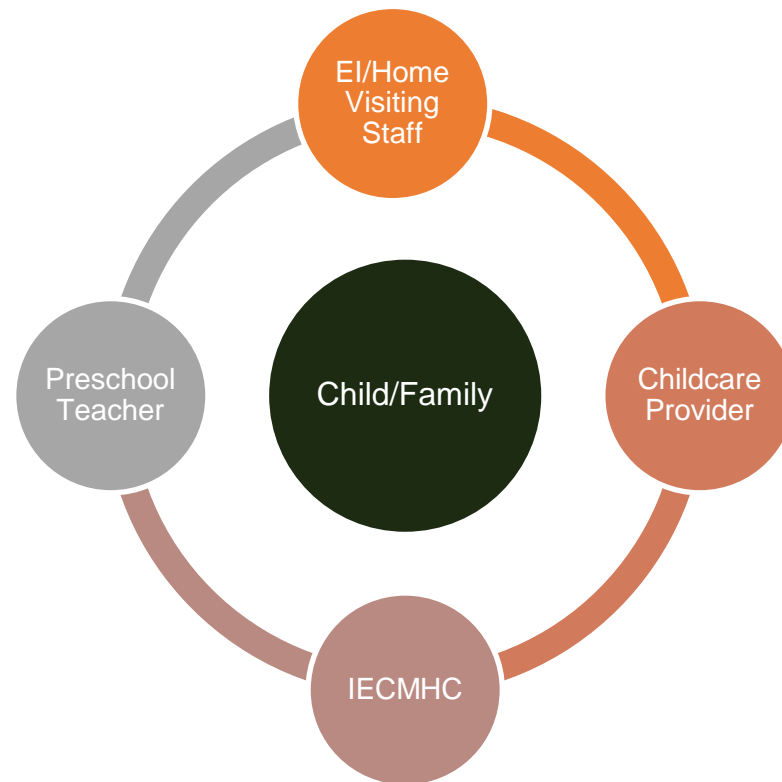 EI/Home
Visiting
Staff
Preschool
Teacher
Child/Family
Childcare
Provider
IECMHC